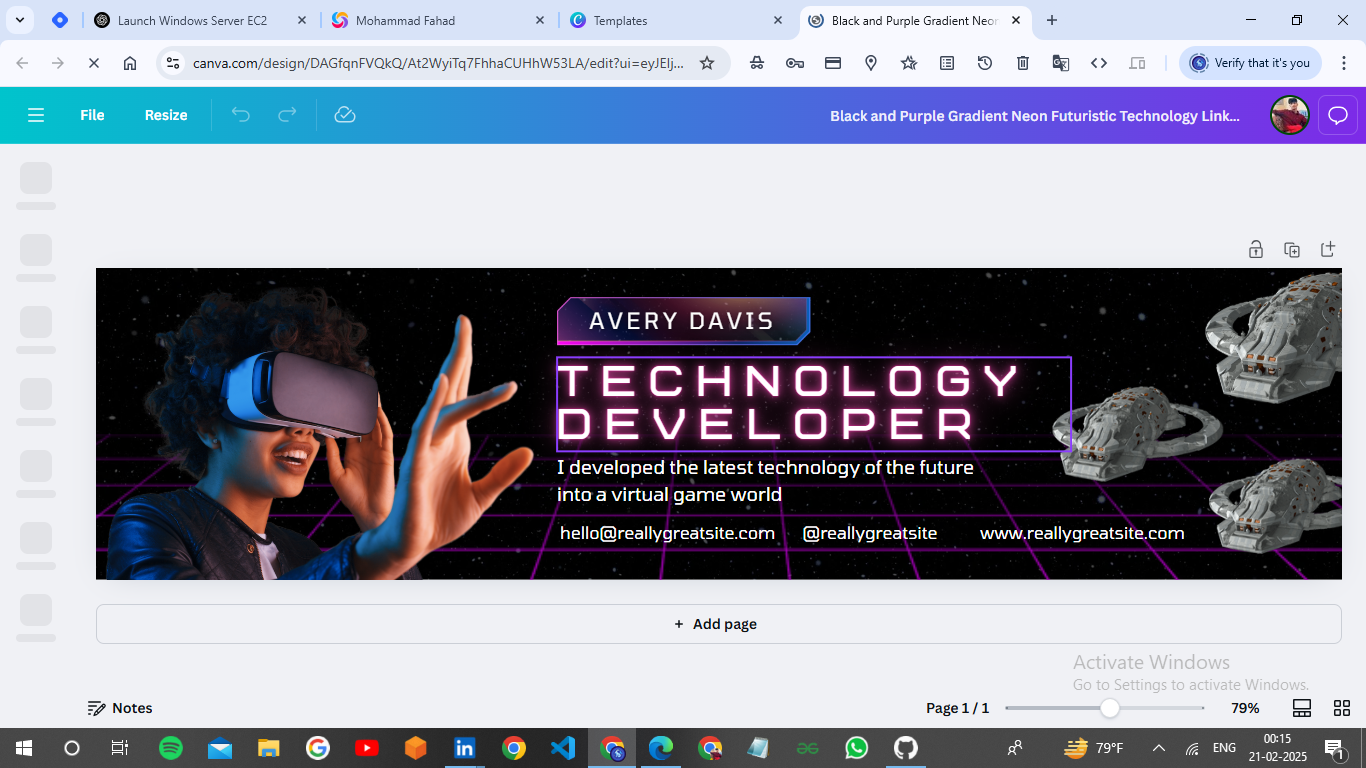 Launch Windows Server EC2
Mohammad Fahad
Templates
Black and Purple Gradient Neon
canva.com/design/DAGfqnFVQkQ/At2WyiTq7FhhaCUHhW53LA/edit?ui=eyJEIj...
Verify that it's you
File
Resize
Black and Purple Gradient Neon Futuristic Technology Link...
AVERY DAVIS
TECHNOLOGY
DEVELOPER
I developed the latest technology of the future
into a virtual game world
hello@reallygreatsite.com @reallygreatsite www.reallygreatsite.com
+ Add page
Activate Windows
Go to Settings to activate Windows.
Notes
Page 1 / 1
79%
79°F
ENG
00:15
21-02-2025
1